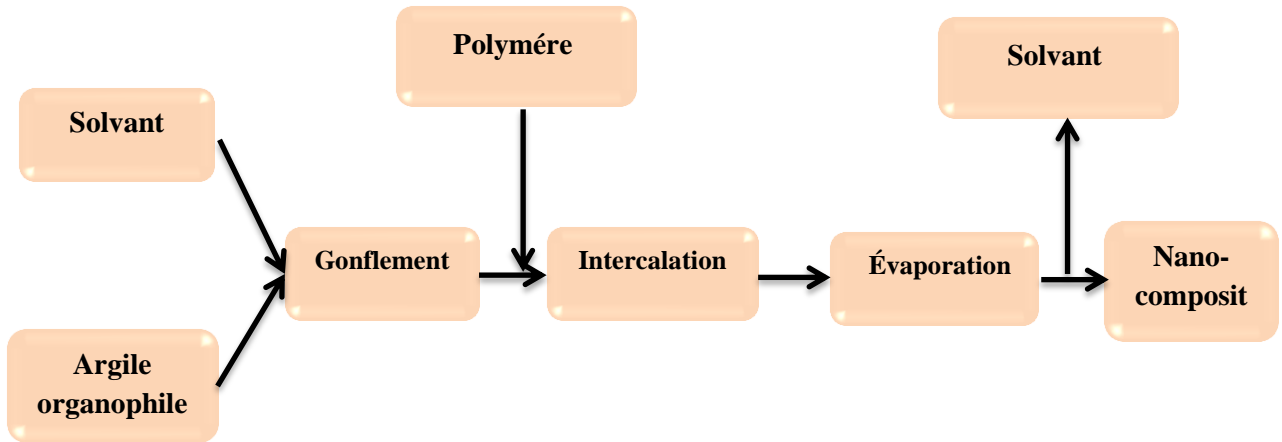 Polymére
Solvant
Solvant
Gonflement
Intercalation
Évaporation
Nano-
composit
Argile
organophile